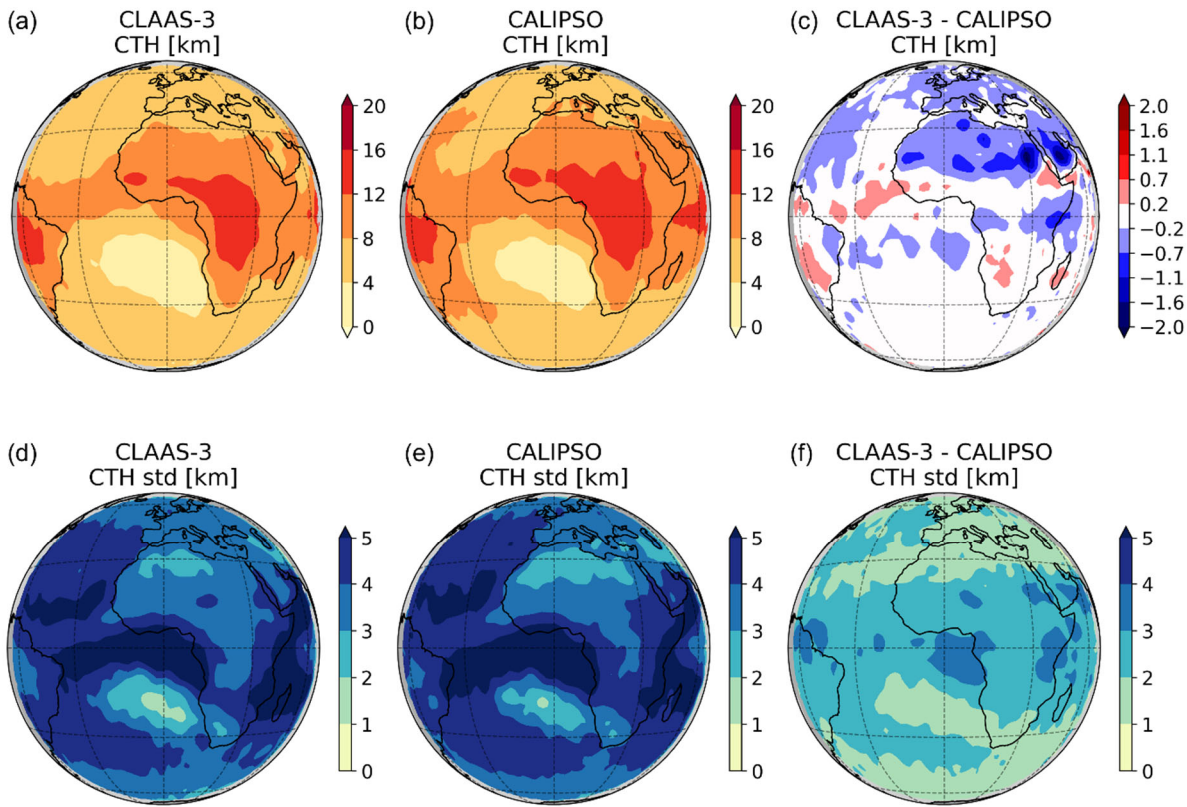 (a)
CLAAS-3
CTH [km]
20
16
12
8
4
0
(b)
CALIPSO
CTH [km]
20
16
12
8
4
0
(c)
CLAAS-3 - CALIPSO
CTH [km]
2.0
1.6
1.1
0.7
0.2
−0.2
−0.7
−1.1
−1.6
−2.0
(d)
CLAAS-3
CTH std [km]
5
4
3
2
1
0
(e)
CALIPSO
CTH std [km]
5
4
3
2
1
0
(f)
CLAAS-3 - CALIPSO
CTH std [km]
5
4
3
2
1
0